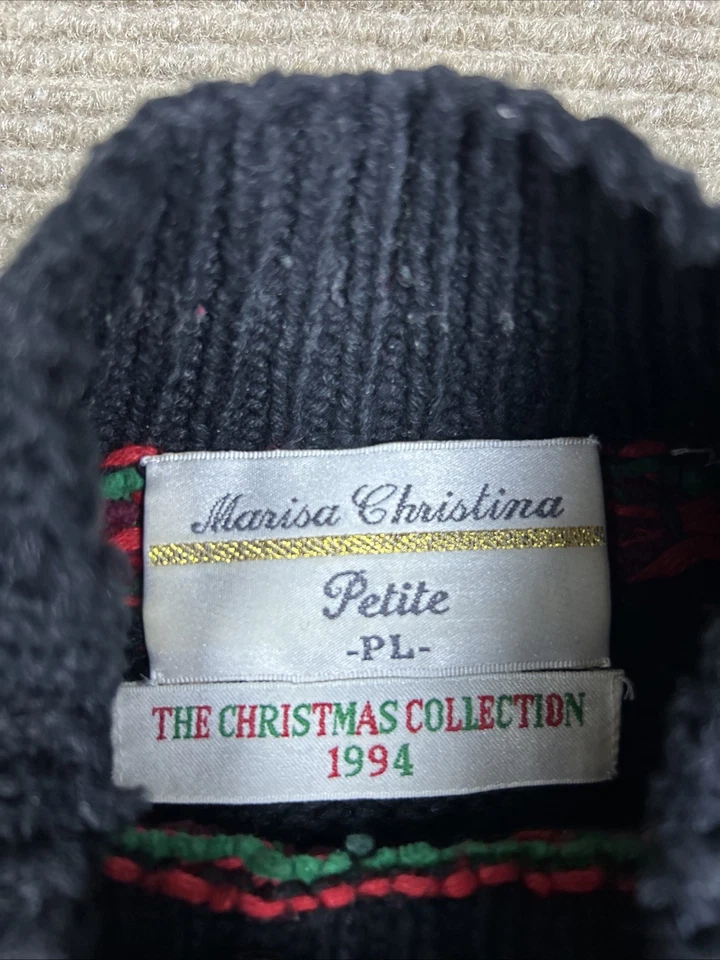 Marisa Christina
Petite
-PL-
THE CHRISTMAS COLLECTION
1994